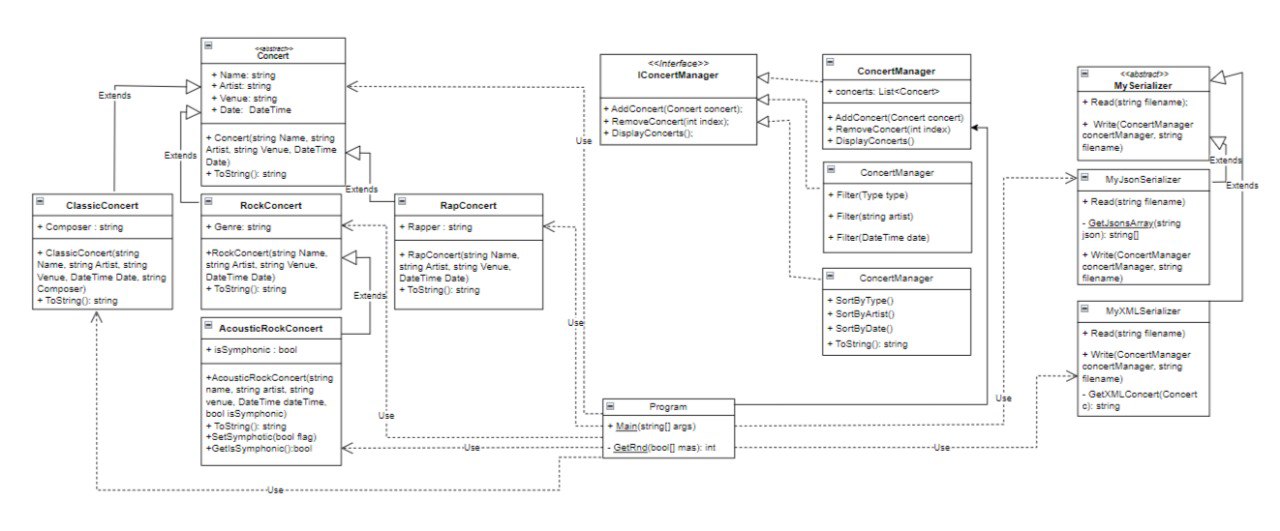 <<abstract>>
Concert
+ Name: string
+ Artist: string
+ Venue: string
+ Date: DateTime
+ Concert(string Name, string
Artist, string Venue, DateTime
Date)
+ ToString(): string
<<Interface>>
IConcertManager
+ AddConcert(Concert concert);
+ RemoveConcert(int index);
+ DisplayConcerts();
ConcertManager
+ concerts: List<Concert>
+ AddConcert(Concert concert)
+ RemoveConcert(int index)
+ DisplayConcerts()
<<abstract>>
MySerializer
+ Read(string filename);
+ Write(ConcertManager
concertManager, string
filename)
Extends
Extends
Use
Extends
Extends
Extends
ClassicConcert
+ Composer : string
+ ClassicConcert(string
Name, string Artist, string
Venue, DateTime Date, string
Composer)
+ ToString(): string
RockConcert
+ Genre: string
+RockConcert(string Name,
string Artist, string Venue,
DateTime Date)
+ ToString(): string
RapConcert
+ Rapper : string
+ RapConcert(string Name,
string Artist, string Venue,
DateTime Date)
+ ToString(): string
ConcertManager
+ Filter(Type type)
+ Filter(string artist)
+ Filter(DateTime date)
MyJsonSerializer
+ Read(string filename)
- GetJsonsArray(string
json): string[]
+ Write(ConcertManager
concertManager, string
filename)
Extends
ConcertManager
+ SortByType()
+ SortByArtist()
+ SortByDate()
+ ToString(): string
MyXMLSerializer
+ Read(string filename)
+ Write(ConcertManager
concertManager, string
filename)
- GetXMLConcert(Concert
c): string
Use
AcousticRockConcert
+ isSymphonic : bool
+AcousticRockConcert(string
name, string artist, string
venue, DateTime dateTime,
bool isSymphonic)
+ ToString(): string
+SetSymphotic(bool flag)
+GetIsSymphonic():bool
Use
Use
Program
+ Main(string[] args)
- GetRnd(bool[] mas): int
Use
Use
Use